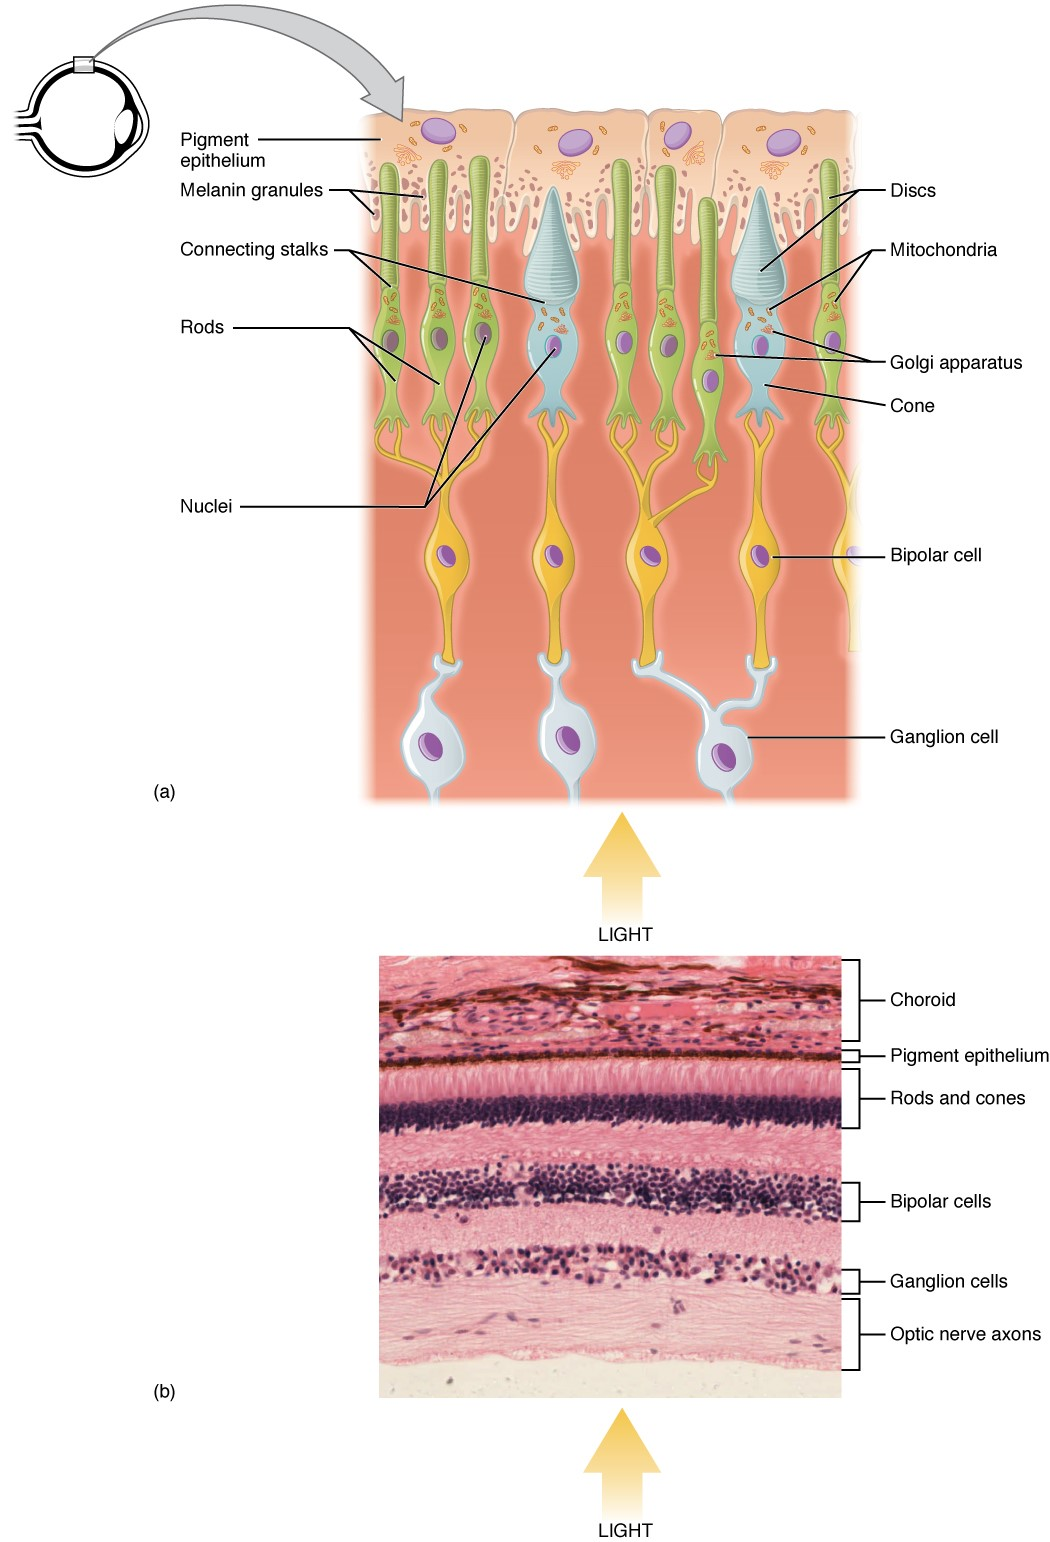 Pigment
epithelium
Melanin granules
Connecting stalks
Rods
Nuclei
Discs
Mitochondria
Golgi apparatus
Cone
Bipolar cell
Ganglion cell
(a)
LIGHT
Choroid
Pigment epithelium
Rods and cones
Bipolar cells
Ganglion cells
Optic nerve axons
(b)
LIGHT